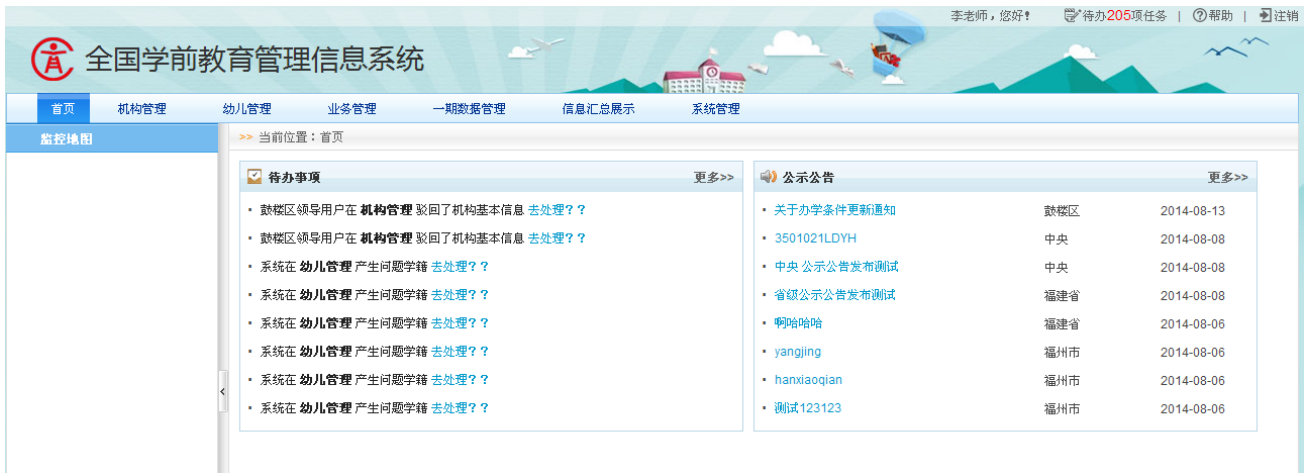 李老师，您好! 待办205项任务 | ?帮助 | 注销
全国学前教育管理信息系统
首页 机构管理 幼儿管理 业务管理 一期数据管理 信息汇总展示 系统管理
监控地图
>> 当前位置：首页
待办事项 更多>>
· 鼓楼区领导用户在 机构管理 驳回了机构基本信息 去处理？？
· 鼓楼区领导用户在 机构管理 驳回了机构基本信息 去处理？？
· 系统在 幼儿管理 产生问题学籍 去处理？？
· 系统在 幼儿管理 产生问题学籍 去处理？？
· 系统在 幼儿管理 产生问题学籍 去处理？？
· 系统在 幼儿管理 产生问题学籍 去处理？？
· 系统在 幼儿管理 产生问题学籍 去处理？？
· 系统在 幼儿管理 产生问题学籍 去处理？？
公示公告 更多>>
· 关于办学条件更新通知 鼓楼区 2014-08-13
· 3501021LDYH 中央 2014-08-08
· 中央 公示公告发布测试 中央 2014-08-08
· 省级公示公告发布测试 福建省 2014-08-08
· 啊哈哈哈 福建省 2014-08-06
· yangjing 福州市 2014-08-06
· hanxiaoqian 福州市 2014-08-06
· 测试123123 福州市 2014-08-06